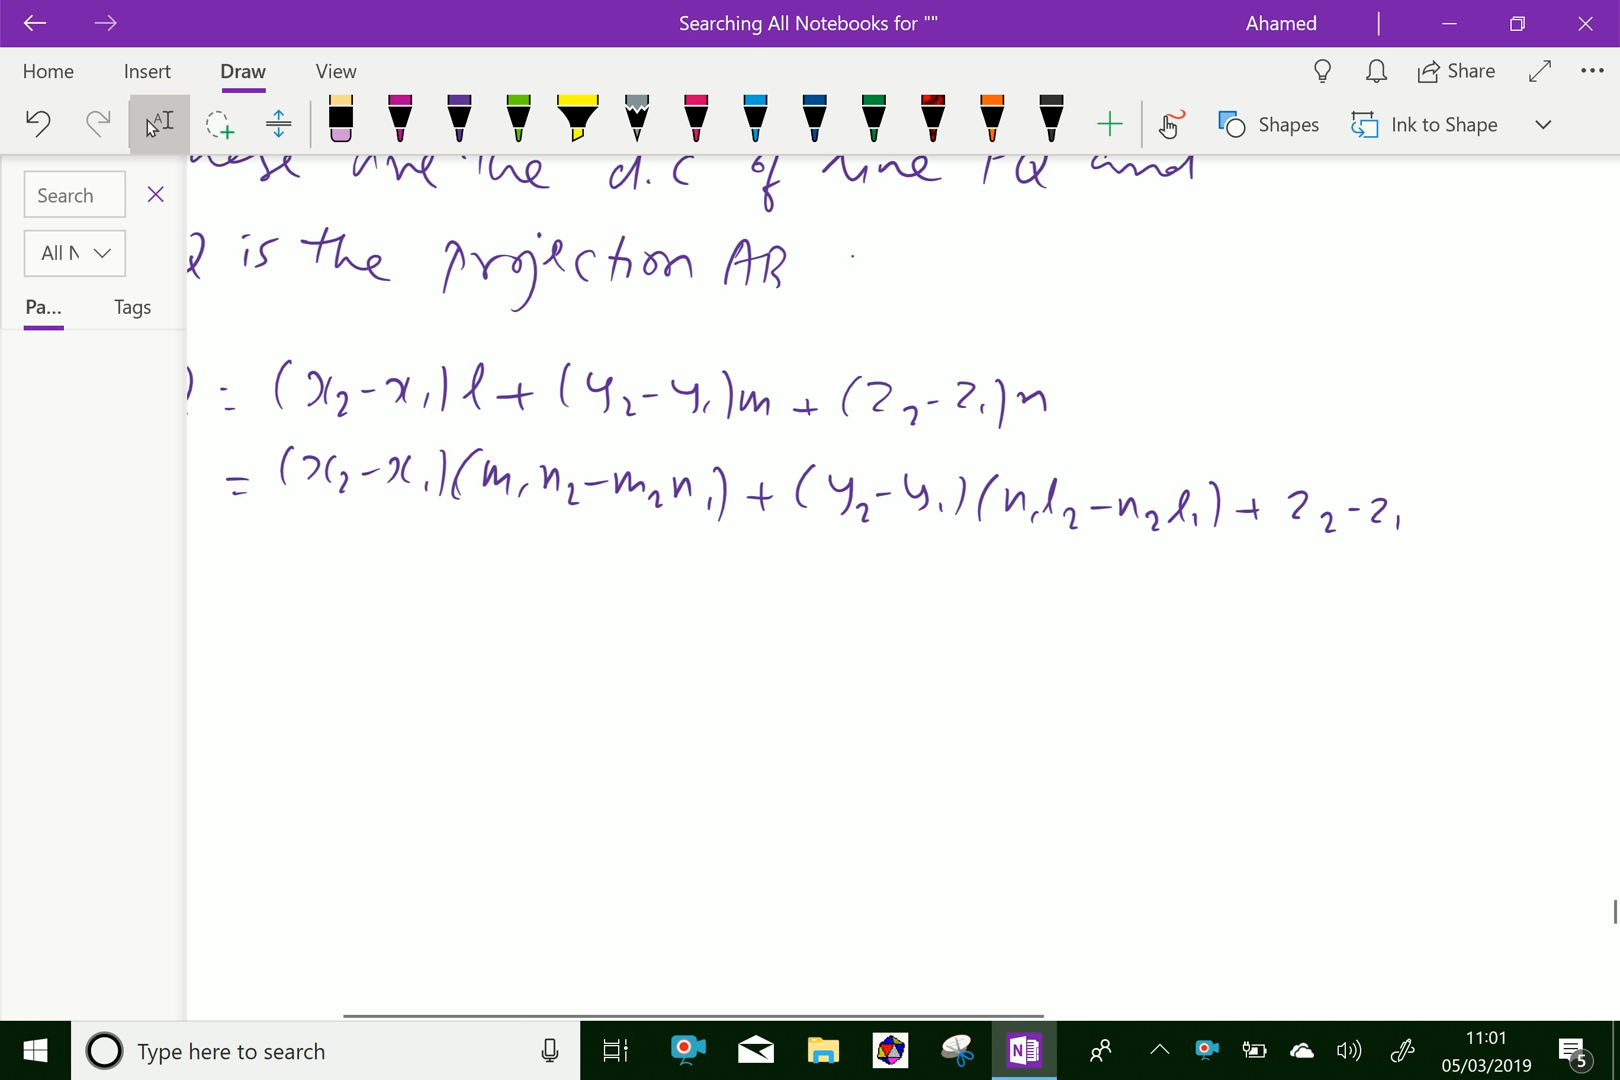 Searching All Notebooks for ""
Ahamed
Home Insert Draw View
Share
Shapes
Ink to Shape
Search
All N
Pa... Tags
are the d.c of line PQ and
Q is the projection AB .
) = (x₂-x₁)l + (y₂-y₁)m + (z₂-z₁)n
= (x₂-x₁)(m₁n₂-m₂n₁) + (y₂-y₁)(n₁l₂-n₂l₁) + z₂-z₁
Type here to search
11:01
05/03/2019
5